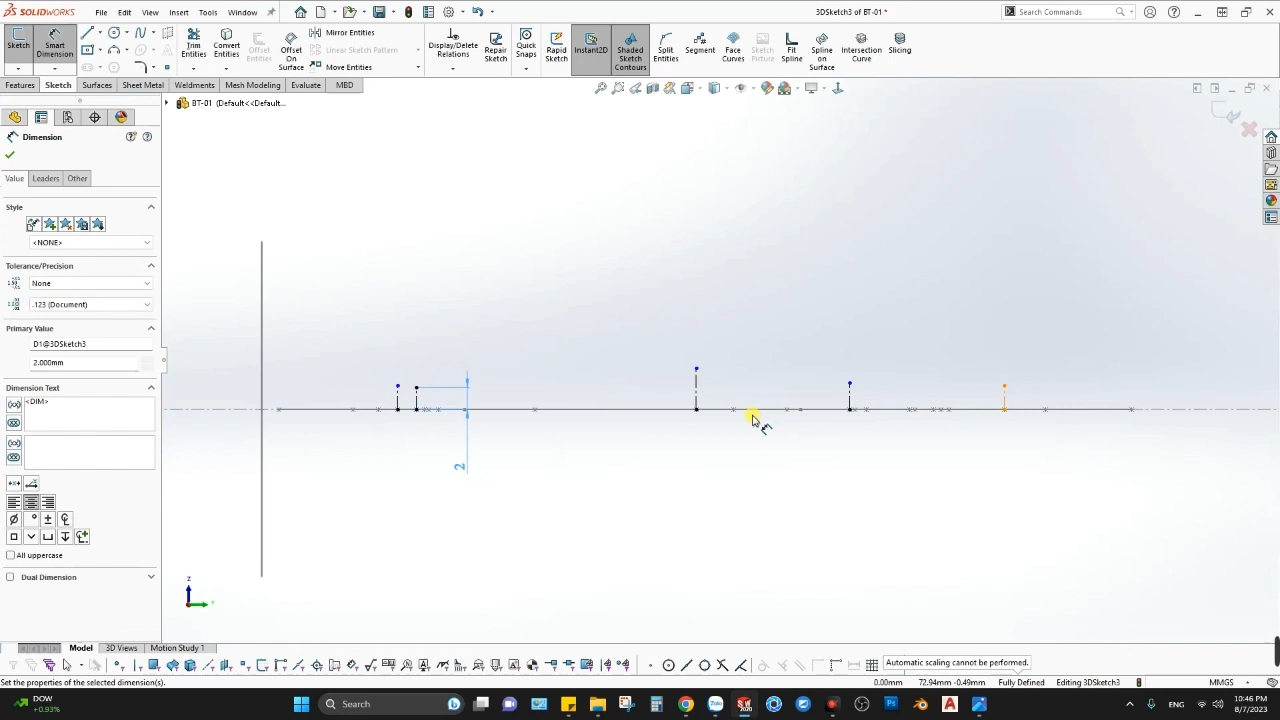 SOLIDWORKS
File
Edit
View
Insert
Tools
Window
3DSketch3 of BT-01 *
Search Commands
Sketch
Smart Dimension
Trim Entities
Convert Entities
Offset Entities
Offset On Surface
Mirror Entities
Linear Sketch Pattern
Move Entities
Display/Delete Relations
Repair Sketch
Quick Snaps
Rapid Sketch
Instant2D
Shaded Sketch Contours
Split Entities
Segment
Face Curves
Sketch Picture
Fit Spline
Spline on Surface
Intersection Curve
Slicing
Features
Sketch
Surfaces
Sheet Metal
Weldments
Mesh Modeling
Evaluate
MBD
BT-01 (Default<<Default...
Dimension
Value
Leaders
Other
Style
<NONE>
Tolerance/Precision
None
.123 (Document)
Primary Value
D1@3DSketch3
2.000mm
Dimension Text
<DIM>
All uppercase
Dual Dimension
2
Z
Y
Model
3D Views
Motion Study 1
Automatic scaling cannot be performed.
Set the properties of the selected dimension(s).
0.00mm
72.94mm -0.49mm
Fully Defined
Editing 3DSketch3
MMGS
DOW
+0.93%
Search
10:46 PM
8/7/2023